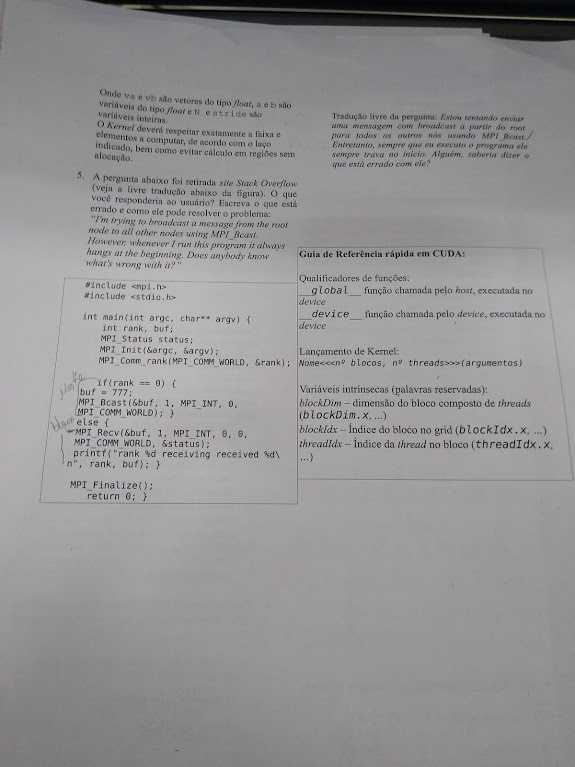 Onde va e vb são vetores do tipo float, a e b são
variáveis do tipo float e N e stride são
variáveis inteiras.
O Kernel deverá respeitar exatamente a faixa e
elementos a computar, de acordo com o laço
indicado, bem como evitar cálculo em regiões sem
alocação.
5. A pergunta abaixo foi retirada site Stack Overflow
(veja a livre tradução abaixo da figura). O que
você responderia ao usuário? Escreva o que está
errado e como ele pode resolver o problema:
"I'm trying to broadcast a message from the root
node to all other nodes using MPI_Bcast.
However, whenever I run this program it always
hangs at the beginning. Does anybody know
what's wrong with it?"
#include <mpi.h>
#include <stdio.h>
int main(int argc, char** argv) {
int rank, buf;
MPI_Status status;
MPI_Init(&argc, &argv);
MPI_Comm_rank(MPI_COMM_WORLD, &rank);
if(rank == 0) {
buf = 777;
MPI_Bcast(&buf, 1, MPI_INT, 0,
MPI_COMM_WORLD); }
else {
MPI_Recv(&buf, 1, MPI_INT, 0, 0,
MPI_COMM_WORLD, &status);
printf("rank %d receiving received %d\
n", rank, buf); }
MPI_Finalize();
return 0; }
Tradução livre da pergunta: Estou tentando enviar
uma mensagem com broadcast a partir do root
para todos os outros nós usando MPI_Bcast./
Entretanto, sempre que eu executo o programa ele
sempre trava no início. Alguém, saberia dizer o
que está errado com ele?
Guia de Referência rápida em CUDA:
Qualificadores de funções:
__global__ função chamada pelo host, executada no
device
__device__ função chamada pelo device, executada no
device
Lançamento de Kernel:
Nome<<<nº blocos, nº threads>>>(argumentos)
Variáveis intrínsecas (palavras reservadas):
blockDim – dimensão do bloco composto de threads
(blockDim.x, ...)
blockIdx – Índice do bloco no grid (blockIdx.x, ...)
threadIdx – Índice da thread no bloco (threadIdx.x,
...)